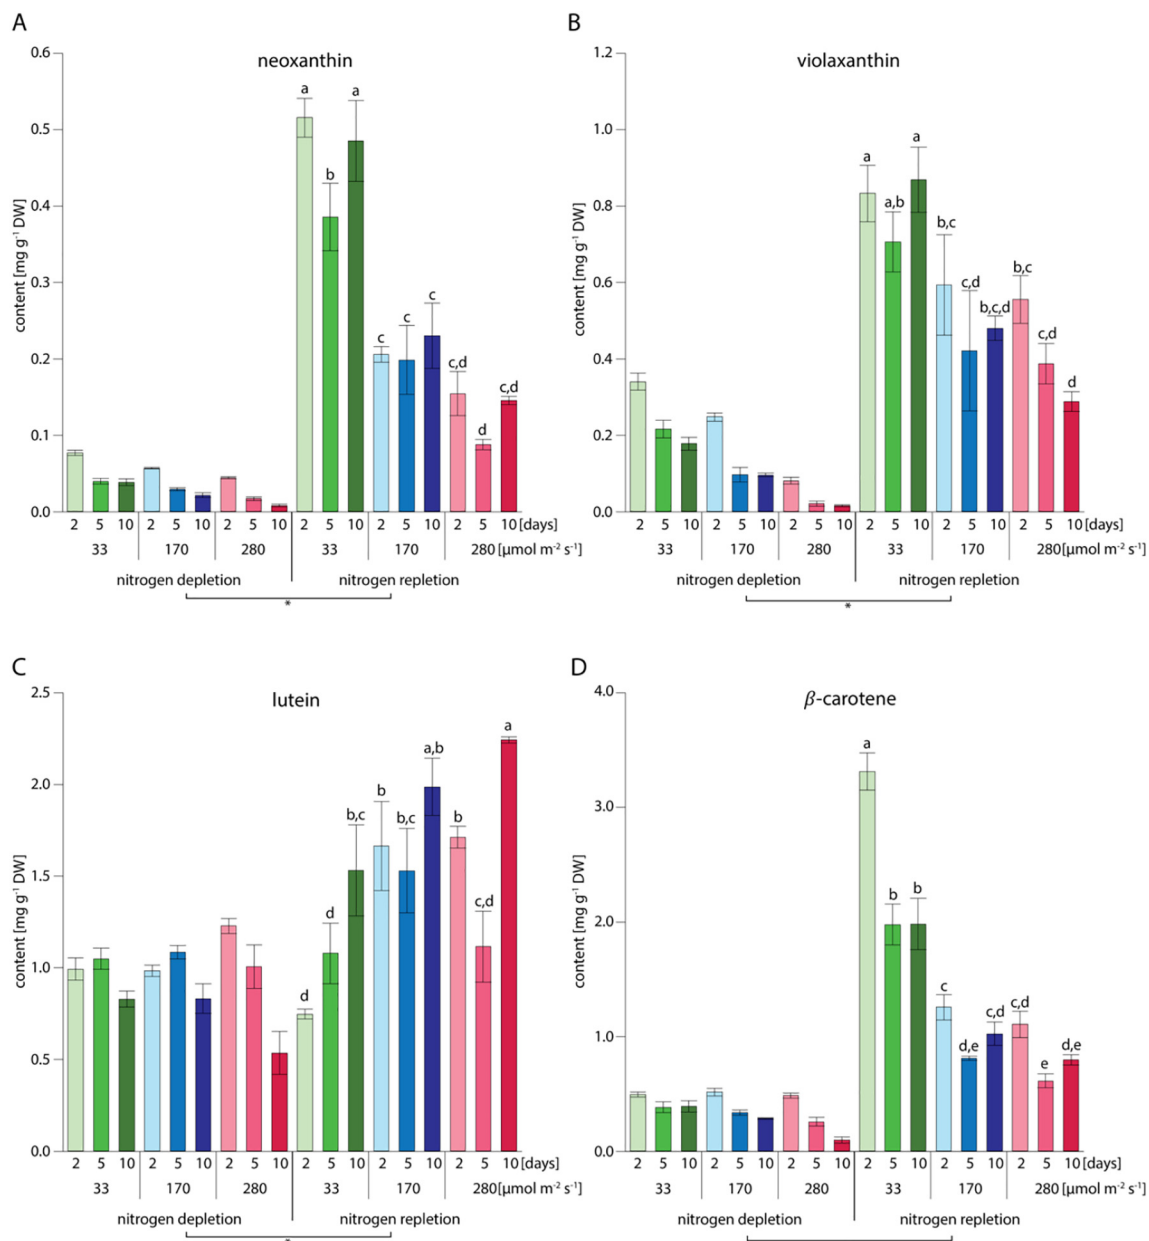 A
neoxanthin
content [mg g⁻¹ DW]
0.6
0.5
0.4
0.3
0.2
0.1
0.0
a
b
a
c
c
c
c,d
d
c,d
2 5 10 2 5 10 2 5 10 2 5 10 2 5 10 2 5 10 [days]
33 170 280 33 170 280 [μmol m⁻² s⁻¹]
nitrogen depletion nitrogen repletion
*
B
violaxanthin
content [mg g⁻¹ DW]
1.2
1.0
0.8
0.6
0.4
0.2
0.0
a
a,b
a
b,c
c,d
b,c,d
b,c
c,d
d
2 5 10 2 5 10 2 5 10 2 5 10 2 5 10 2 5 10 [days]
33 170 280 33 170 280 [μmol m⁻² s⁻¹]
nitrogen depletion nitrogen repletion
*
C
lutein
content [mg g⁻¹ DW]
2.5
2.0
1.5
1.0
0.5
0.0
d
d
b,c
b
b,c
a,b
b
c,d
a
2 5 10 2 5 10 2 5 10 2 5 10 2 5 10 2 5 10 [days]
33 170 280 33 170 280 [μmol m⁻² s⁻¹]
nitrogen depletion nitrogen repletion
*
D
β-carotene
content [mg g⁻¹ DW]
4.0
3.0
2.0
1.0
0.0
a
b
b
c
d,e
c,d
c,d
e
d,e
2 5 10 2 5 10 2 5 10 2 5 10 2 5 10 2 5 10 [days]
33 170 280 33 170 280 [μmol m⁻² s⁻¹]
nitrogen depletion nitrogen repletion